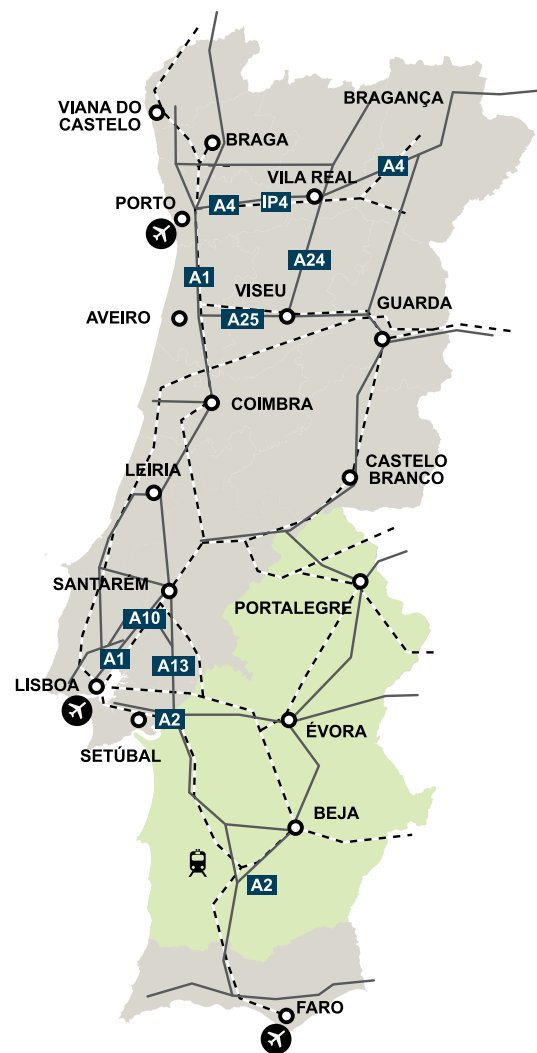 BRAGANÇA
VIANA DO
CASTELO
BRAGA
A4
VILA REAL
IP4
A4
PORTO
A1
A24
VISEU
GUARDA
AVEIRO
A25
COIMBRA
CASTELO
BRANCO
LEÍRIA
SANTARÉM
PORTALEGRE
A10
A1
A13
LISBOA
A2
ÉVORA
SETÚBAL
BEJA
A2
FARO